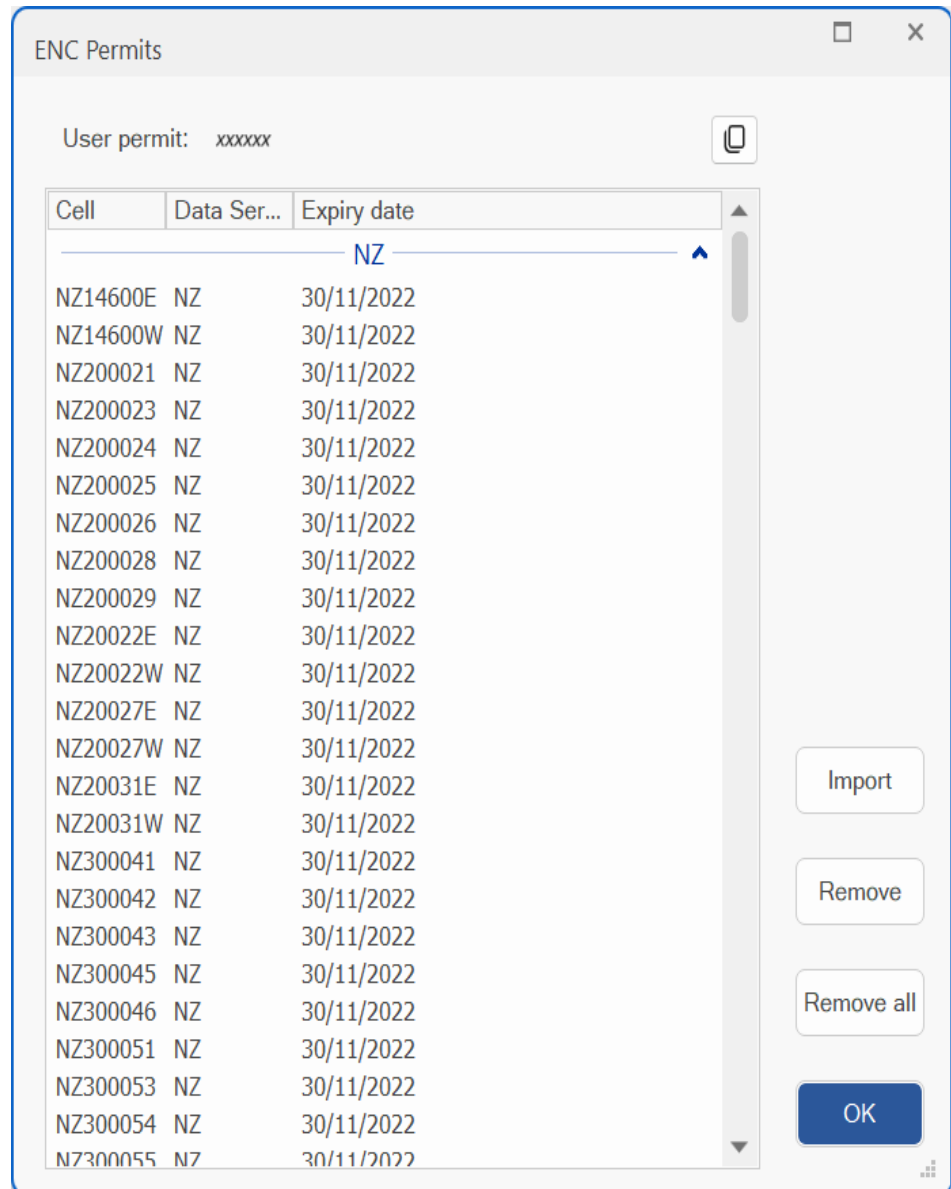 ENC Permits
User permit: xxxxxx
Cell Data Ser... Expiry date
NZ
NZ14600E NZ 30/11/2022
NZ14600W NZ 30/11/2022
NZ200021 NZ 30/11/2022
NZ200023 NZ 30/11/2022
NZ200024 NZ 30/11/2022
NZ200025 NZ 30/11/2022
NZ200026 NZ 30/11/2022
NZ200028 NZ 30/11/2022
NZ200029 NZ 30/11/2022
NZ20022E NZ 30/11/2022
NZ20022W NZ 30/11/2022
NZ20027E NZ 30/11/2022
NZ20027W NZ 30/11/2022
NZ20031E NZ 30/11/2022
NZ20031W NZ 30/11/2022
NZ300041 NZ 30/11/2022
NZ300042 NZ 30/11/2022
NZ300043 NZ 30/11/2022
NZ300045 NZ 30/11/2022
NZ300046 NZ 30/11/2022
NZ300051 NZ 30/11/2022
NZ300053 NZ 30/11/2022
NZ300054 NZ 30/11/2022
NZ300055 NZ 30/11/2022
Import
Remove
Remove all
OK